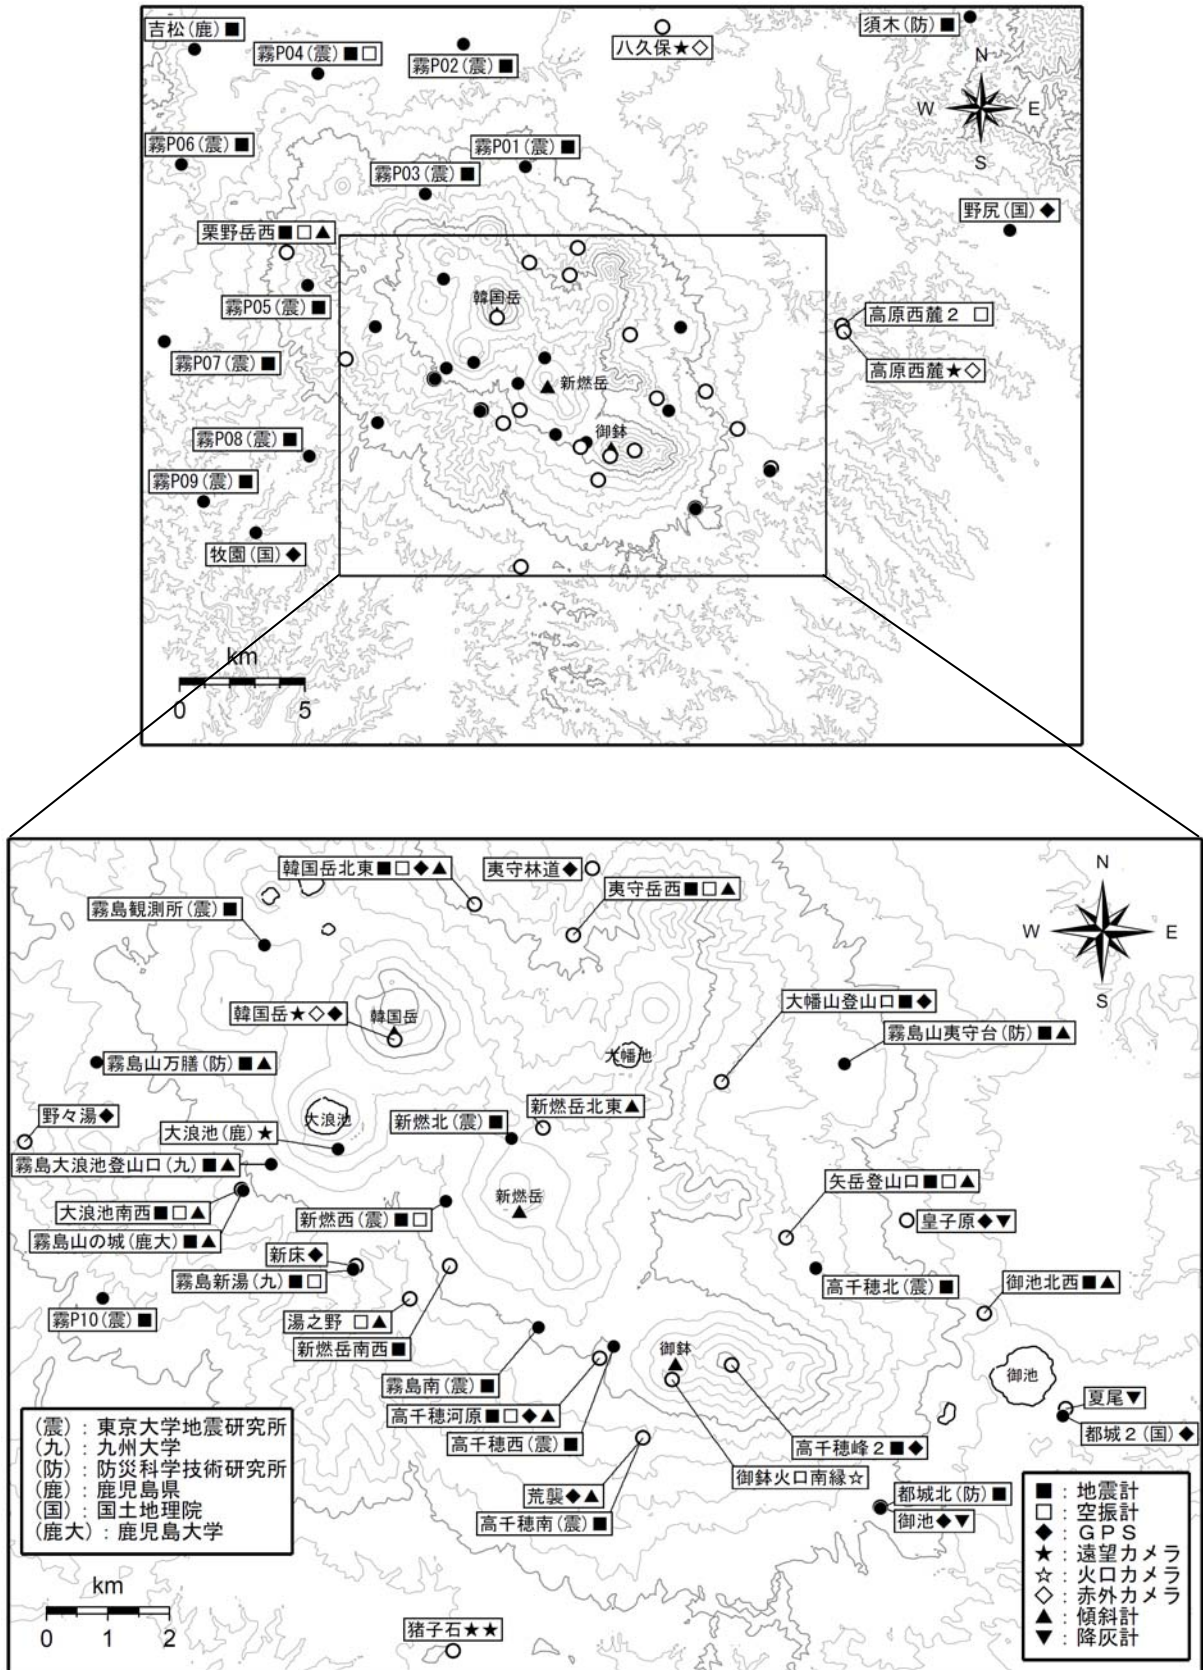 吉松(鹿)■
霧P04(震)■□
霧P02(震)■
八久保★◇
須木(防)■
N
W
E
S
霧P06(震)■
霧P01(震)■
霧P03(震)■
野尻(国)◆
栗野岳西■□▲
霧P05(震)■
韓国岳
高原西麓2 □
霧P07(震)■
高原西麓★◇
新燃岳
霧P08(震)■
御鉢
霧P09(震)■
牧園(国)◆
km
0
5
韓国岳北東■□◆▲
夷守林道◆
夷守岳西■□▲
N
W
E
S
霧島観測所(震)■
韓国岳★◇◆
韓国岳
大幡山登山口■◆
霧島山夷守台(防)■▲
大幡池
霧島山万膳(防)■▲
野々湯◆
大浪池
大浪池(鹿)★
新燃北(震)■
新燃岳北東▲
霧島大浪池登山口(九)■▲
大浪池南西■□▲
霧島山の城(鹿大)■▲
新燃西(震)■□
新燃岳
矢岳登山口■□▲
皇子原◆▼
新床◆
霧島新湯(九)■□
高千穂北(震)■
御池北西■▲
霧P10(震)■
湯之野 □▲
新燃岳南西■
御鉢
御池
霧島南(震)■
夏尾▼
高千穂河原■□◆▲
都城2(国)◆
高千穂西(震)■
高千穂峰2■◆
荒襲◆▲
御鉢火口南縁☆
高千穂南(震)■
都城北(防)■
御池◆▼
(震):東京大学地震研究所
(九):九州大学
(防):防災科学技術研究所
(鹿):鹿児島県
(国):国土地理院
(鹿大):鹿児島大学
■:地震計
□:空振計
◆:GPS
★:遠望カメラ
☆:火口カメラ
◇:赤外カメラ
▲:傾斜計
▼:降灰計
km
0
1
2
猪子石★★